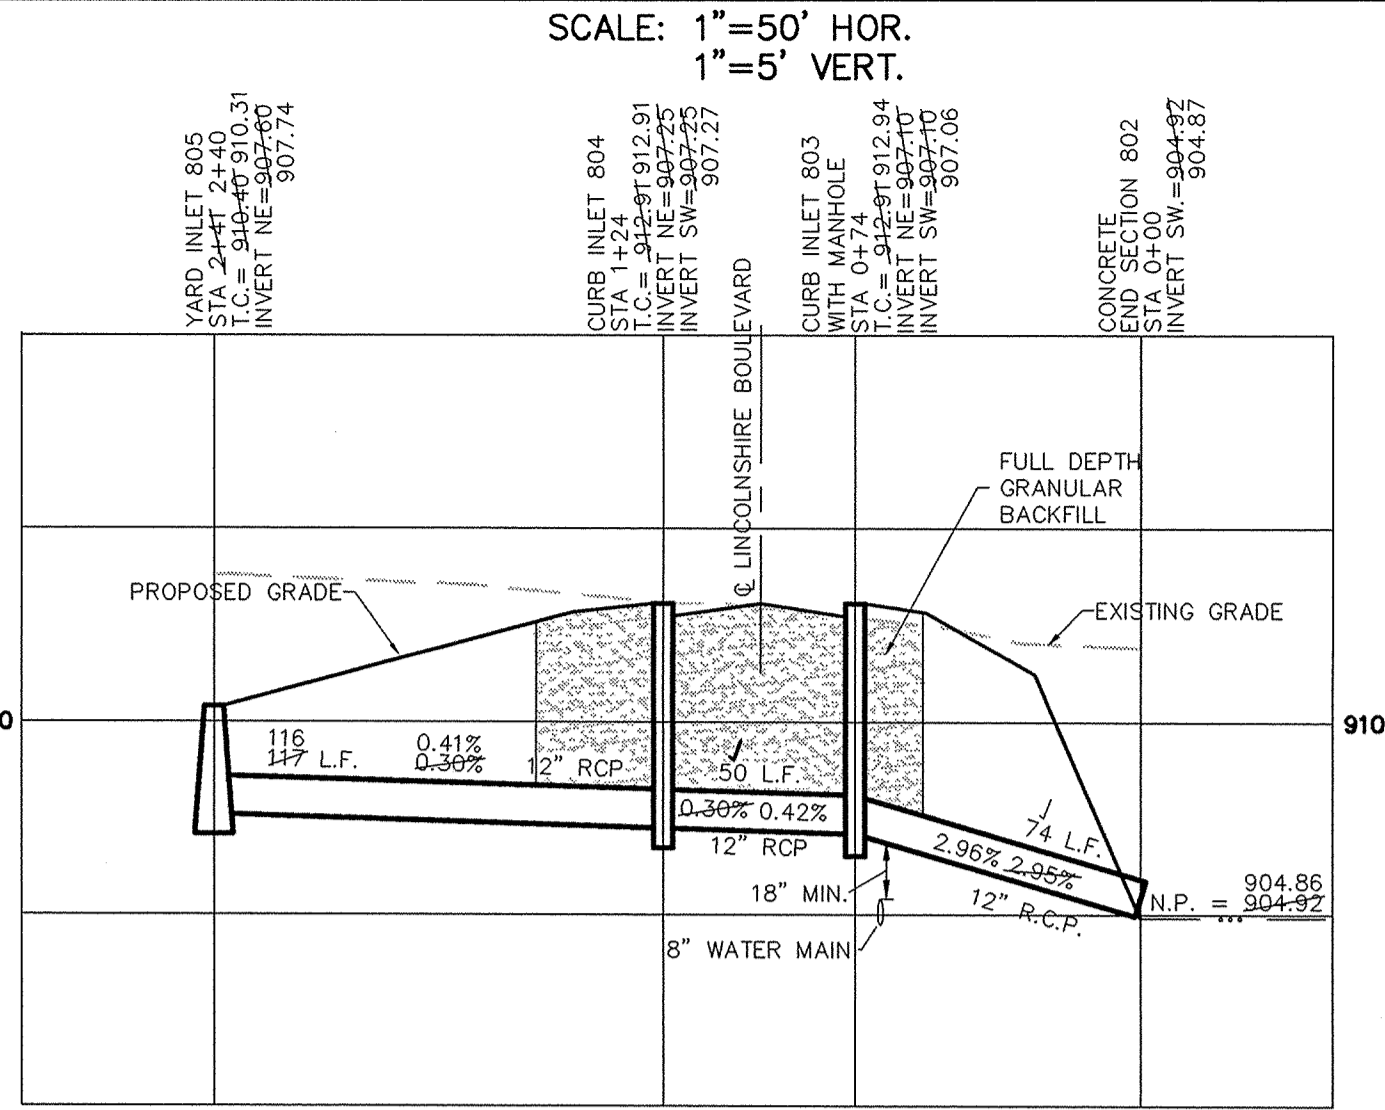 SCALE: 1"=50' HOR.
1"=5' VERT.
YARD INLET 805
STA 2+41 2+40
T.C.= 910.40 910.31
INVERT NE=907.60
907.74
CURB INLET 804
STA 1+24
T.C.= 912.91 912.91
INVERT NE=907.25
INVERT SW=907.25
907.27
℄ LINCOLNSHIRE BOULEVARD
CURB INLET 803
WITH MANHOLE
STA 0+74
T.C.= 912.91 912.94
INVERT NE=907.10
INVERT SW=907.10
907.06
CONCRETE
END SECTION 802
STA 0+00
INVERT SW.=904.92
904.87
FULL DEPTH
GRANULAR
BACKFILL
PROPOSED GRADE
EXISTING GRADE
0
910
116
117 L.F.
0.41%
0.30%
12" RCP
50 L.F.
0.30% 0.42%
12" RCP
74 L.F.
2.96% 2.95%
12" R.C.P.
18" MIN.
8" WATER MAIN
904.86
N.P. = 904.92